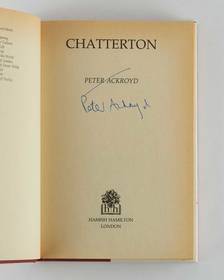 CHATTERTON
PETER ACKROYD
Peter Ackroyd
HAMISH HAMILTON
LONDON